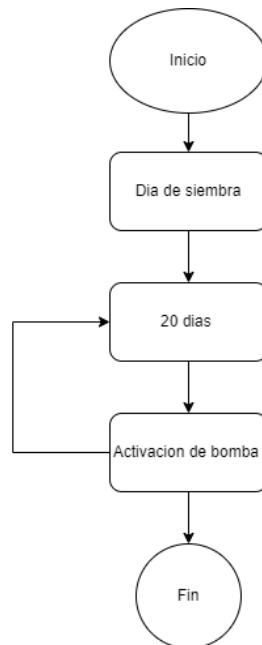 Inicio
Dia de siembra
20 dias
Activacion de bomba
Fin